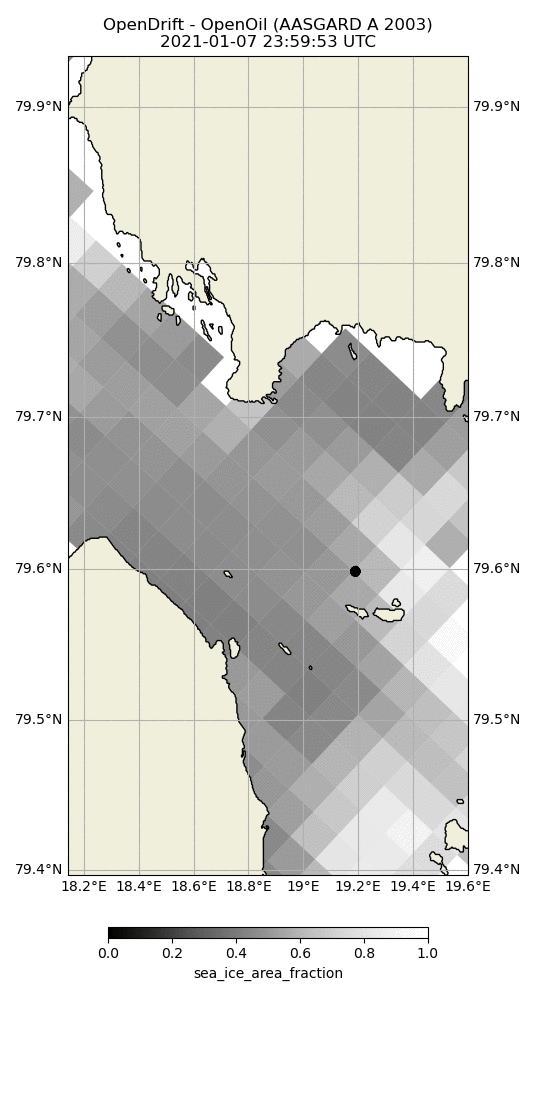 OpenDrift - OpenOil (AASGARD A 2003)
2021-01-07 23:59:53 UTC
79.9°N 79.9°N
79.8°N 79.8°N
79.7°N 79.7°N
79.6°N 79.6°N
79.5°N 79.5°N
79.4°N 79.4°N
18.2°E 18.4°E 18.6°E 18.8°E 19°E 19.2°E 19.4°E 19.6°E
0.0 0.2 0.4 0.6 0.8 1.0
sea_ice_area_fraction